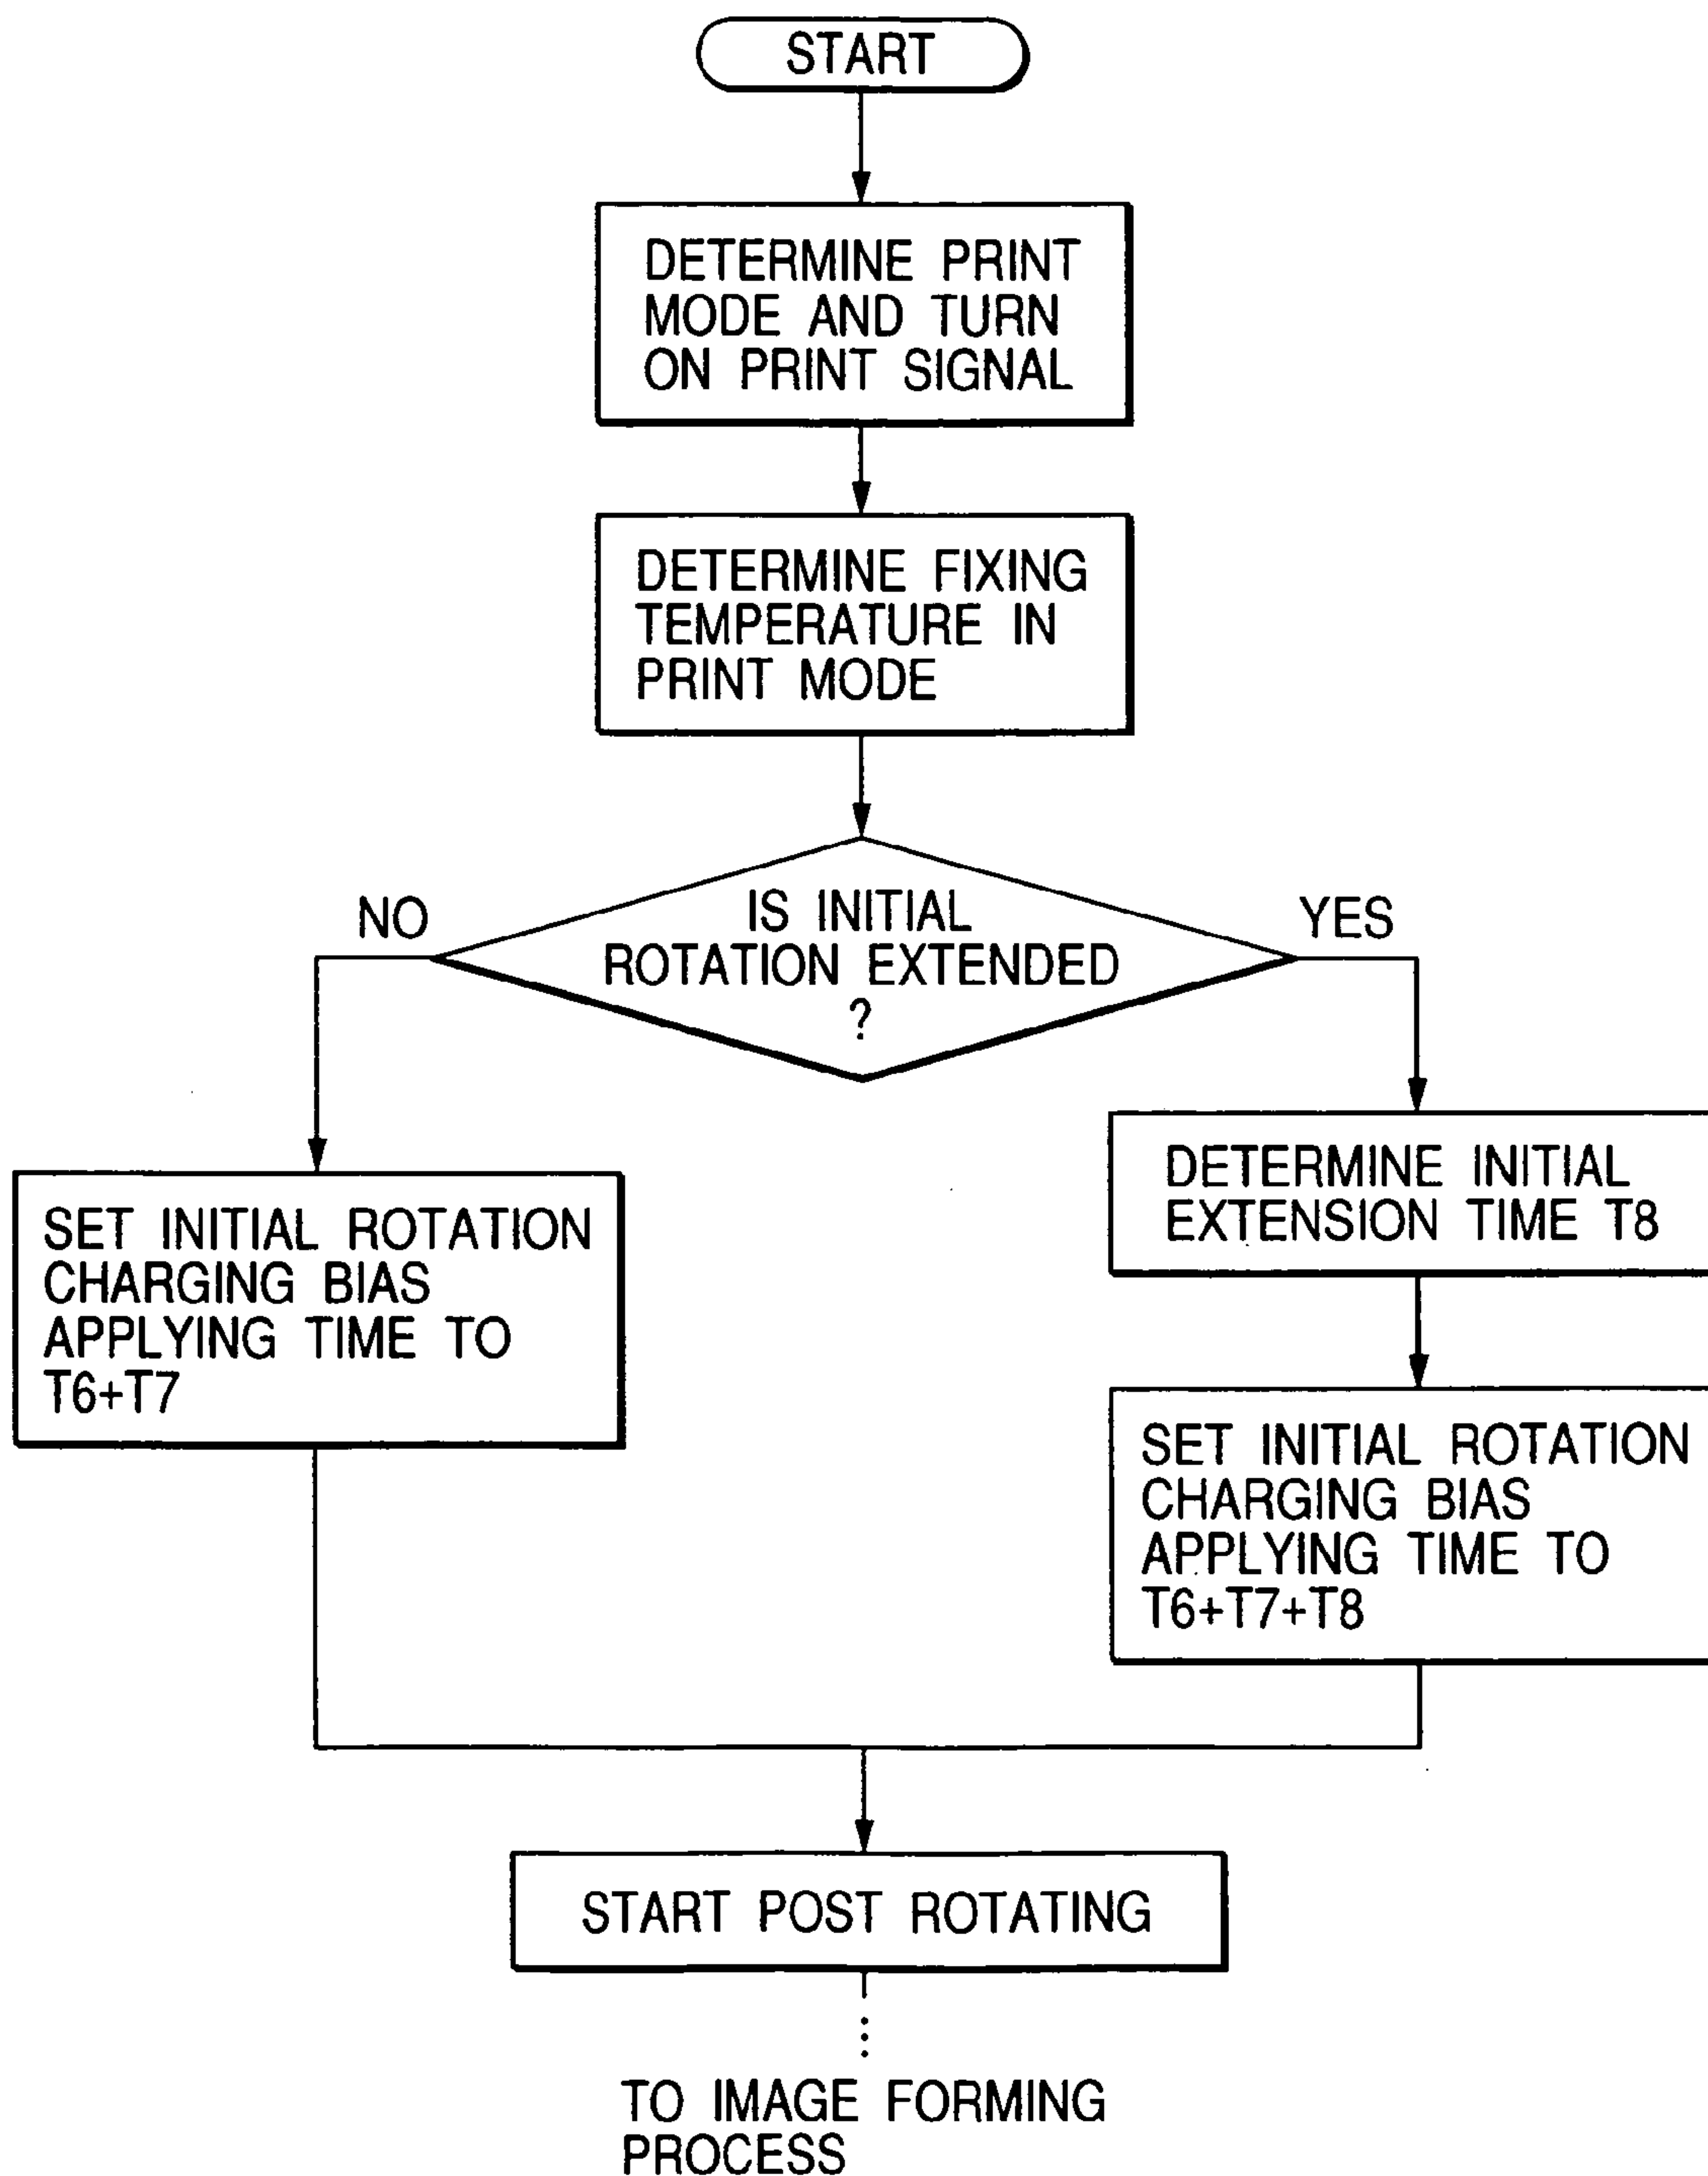 START
DETERMINE PRINT
MODE AND TURN
ON PRINT SIGNAL
DETERMINE FIXING
TEMPERATURE IN
PRINT MODE
IS INITIAL
ROTATION EXTENDED
?
NO
YES
SET INITIAL ROTATION
CHARGING BIAS
APPLYING TIME TO
T6+T7
DETERMINE INITIAL
EXTENSION TIME T8
SET INITIAL ROTATION
CHARGING BIAS
APPLYING TIME TO
T6+T7+T8
START POST ROTATING
TO IMAGE FORMING
PROCESS